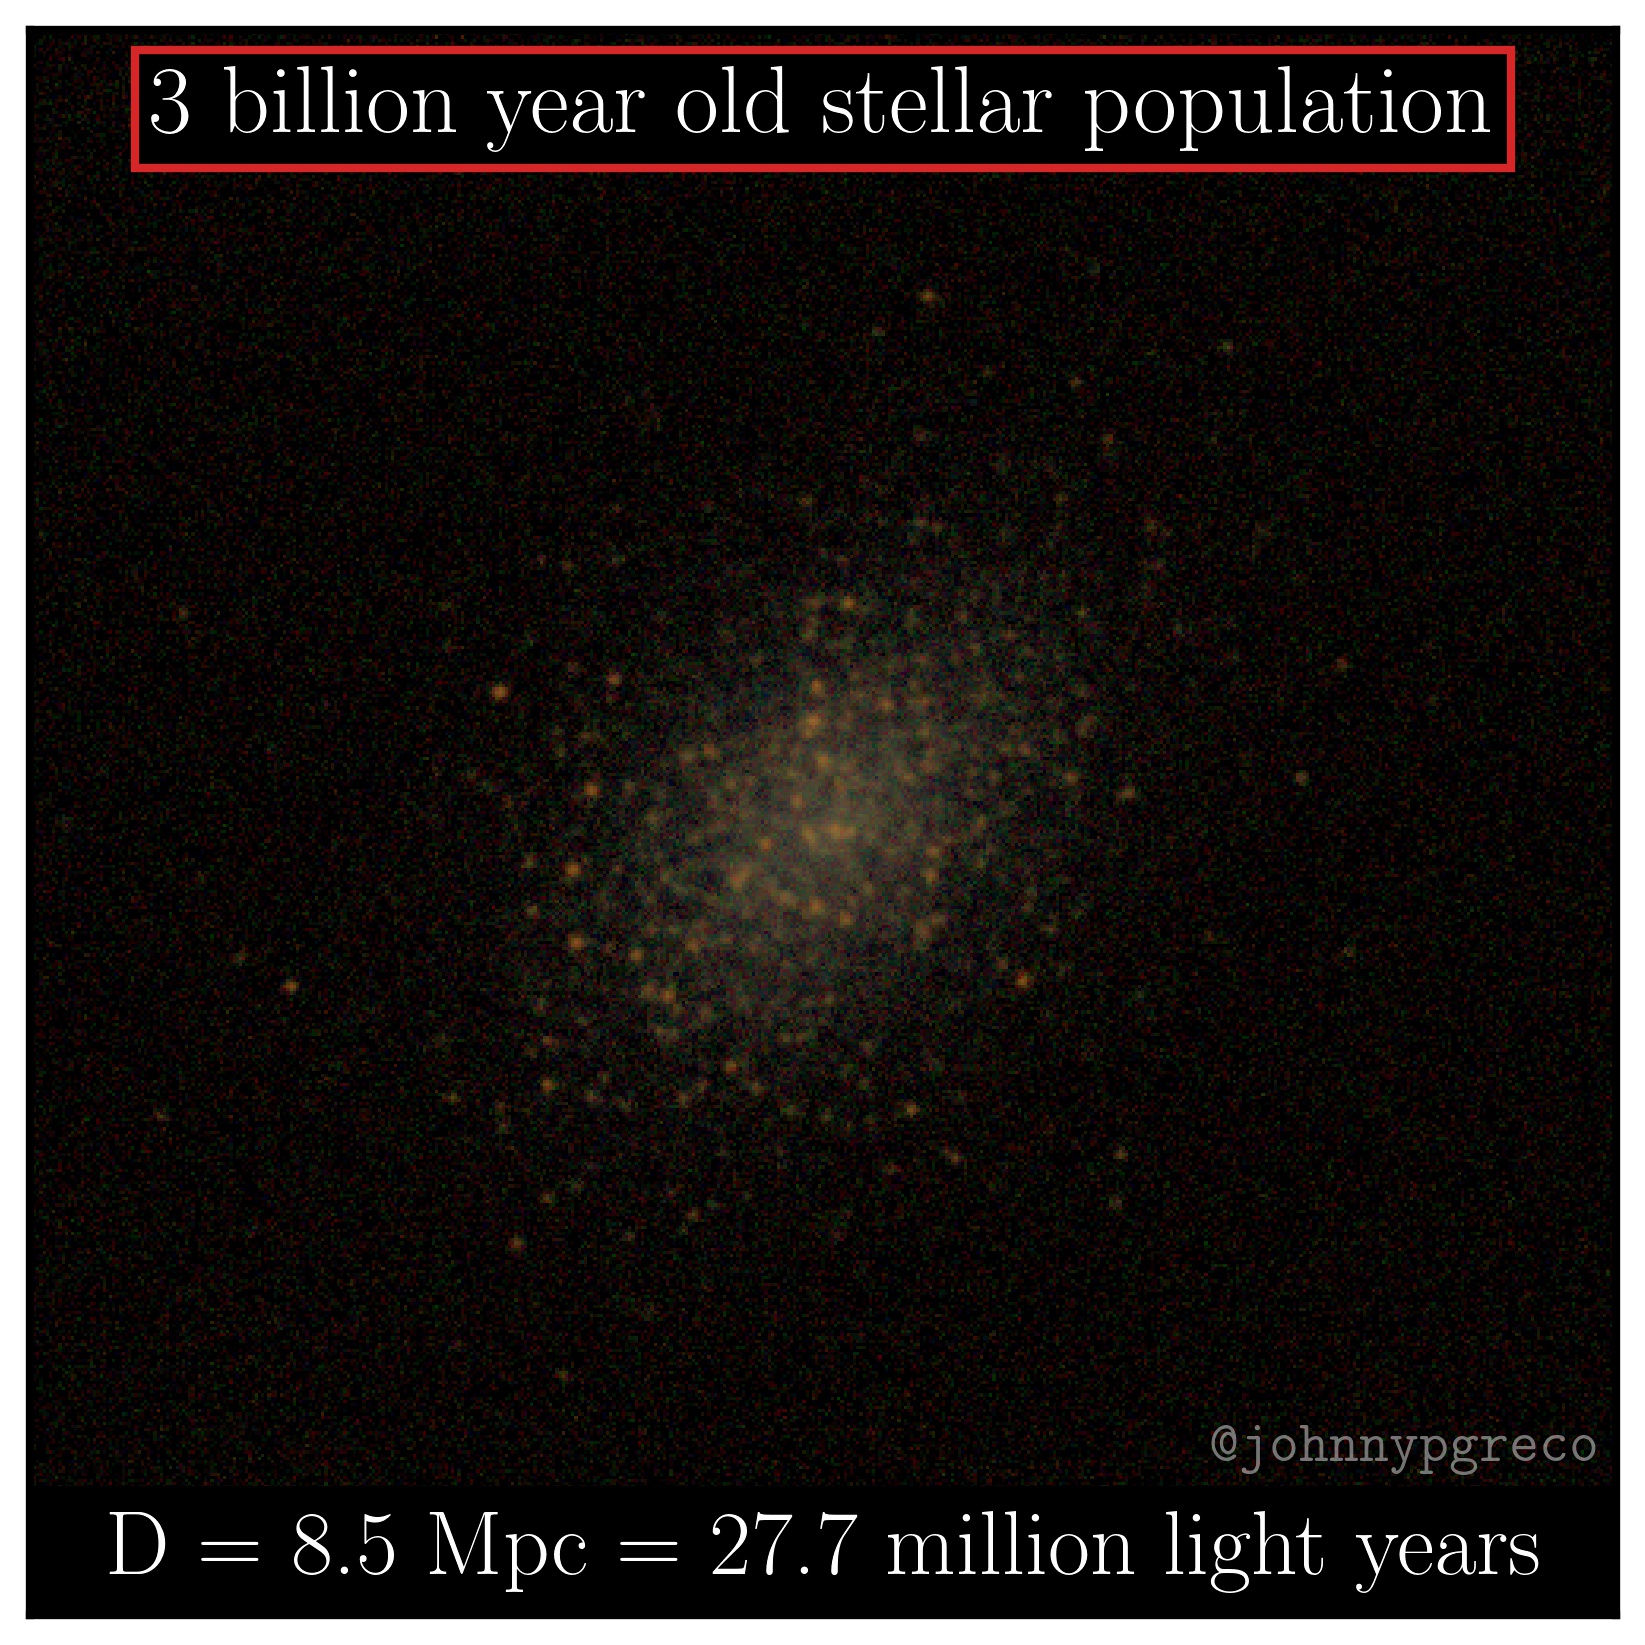 3 billion year old stellar population
@johnnypgreco
D = 8.5 Mpc = 27.7 million light years